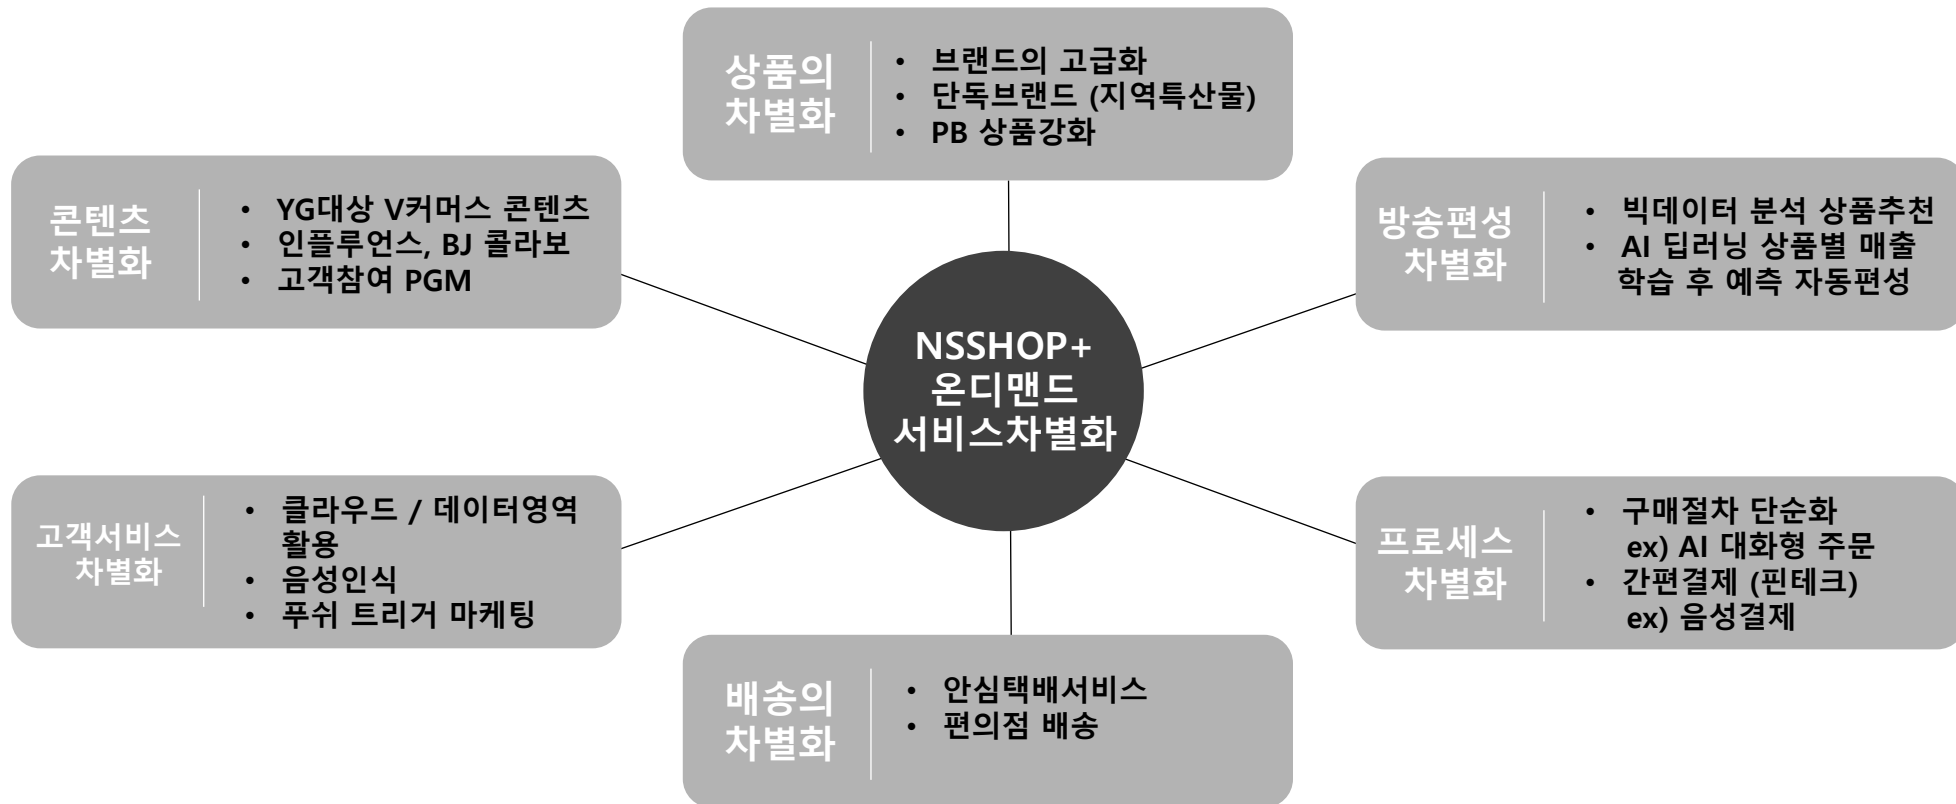 상품의
차별화
• 브랜드의 고급화
• 단독브랜드 (지역특산물)
• PB 상품강화
콘텐츠
차별화
• YG대상 V커머스 콘텐츠
• 인플루언스, BJ 콜라보
• 고객참여 PGM
방송편성
차별화
• 빅데이터 분석 상품추천
• AI 딥러닝 상품별 매출
학습 후 예측 자동편성
NSSHOP+
온디맨드
서비스차별화
고객서비스
차별화
• 클라우드 / 데이터영역
활용
• 음성인식
• 푸쉬 트리거 마케팅
프로세스
차별화
• 구매절차 단순화
ex) AI 대화형 주문
• 간편결제 (핀테크)
ex) 음성결제
배송의
차별화
• 안심택배서비스
• 편의점 배송